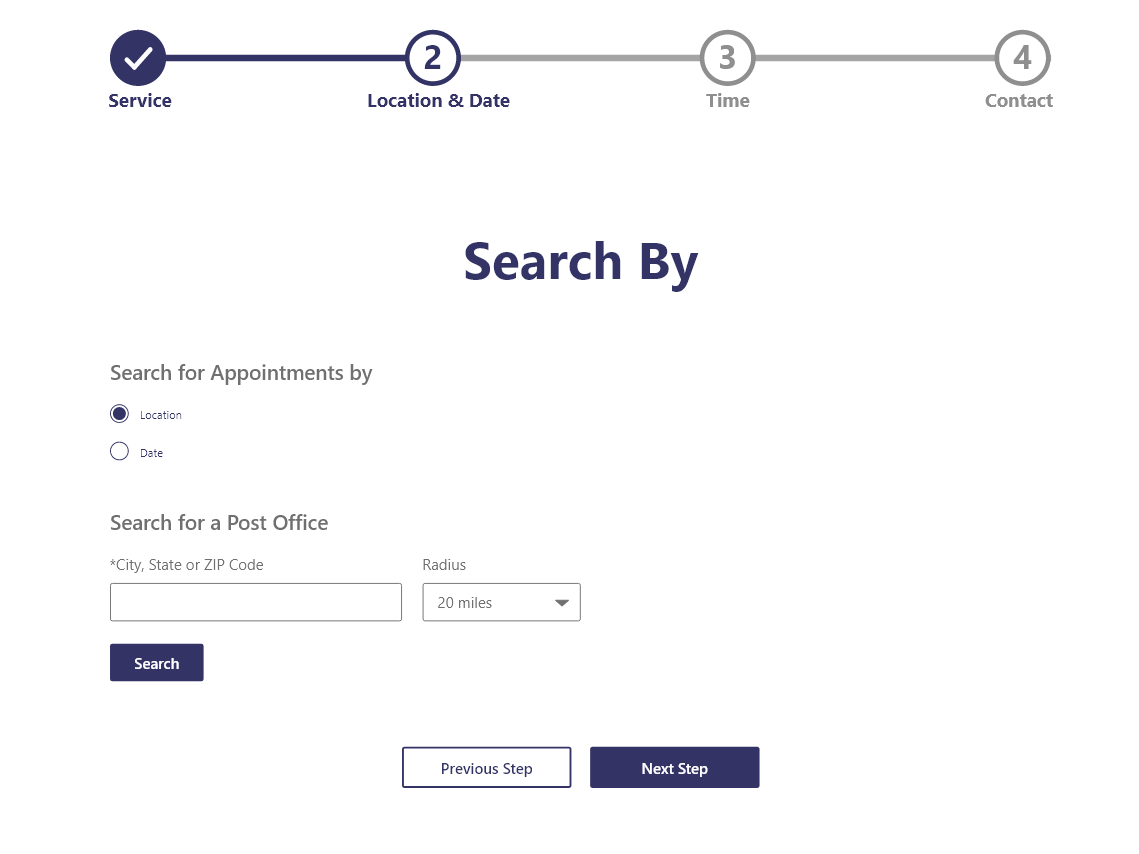 2 3 4
Service Location & Date Time Contact
Search By
Search for Appointments by
Location
Date
Search for a Post Office
*City, State or ZIP Code Radius
20 miles
Search
Previous Step Next Step